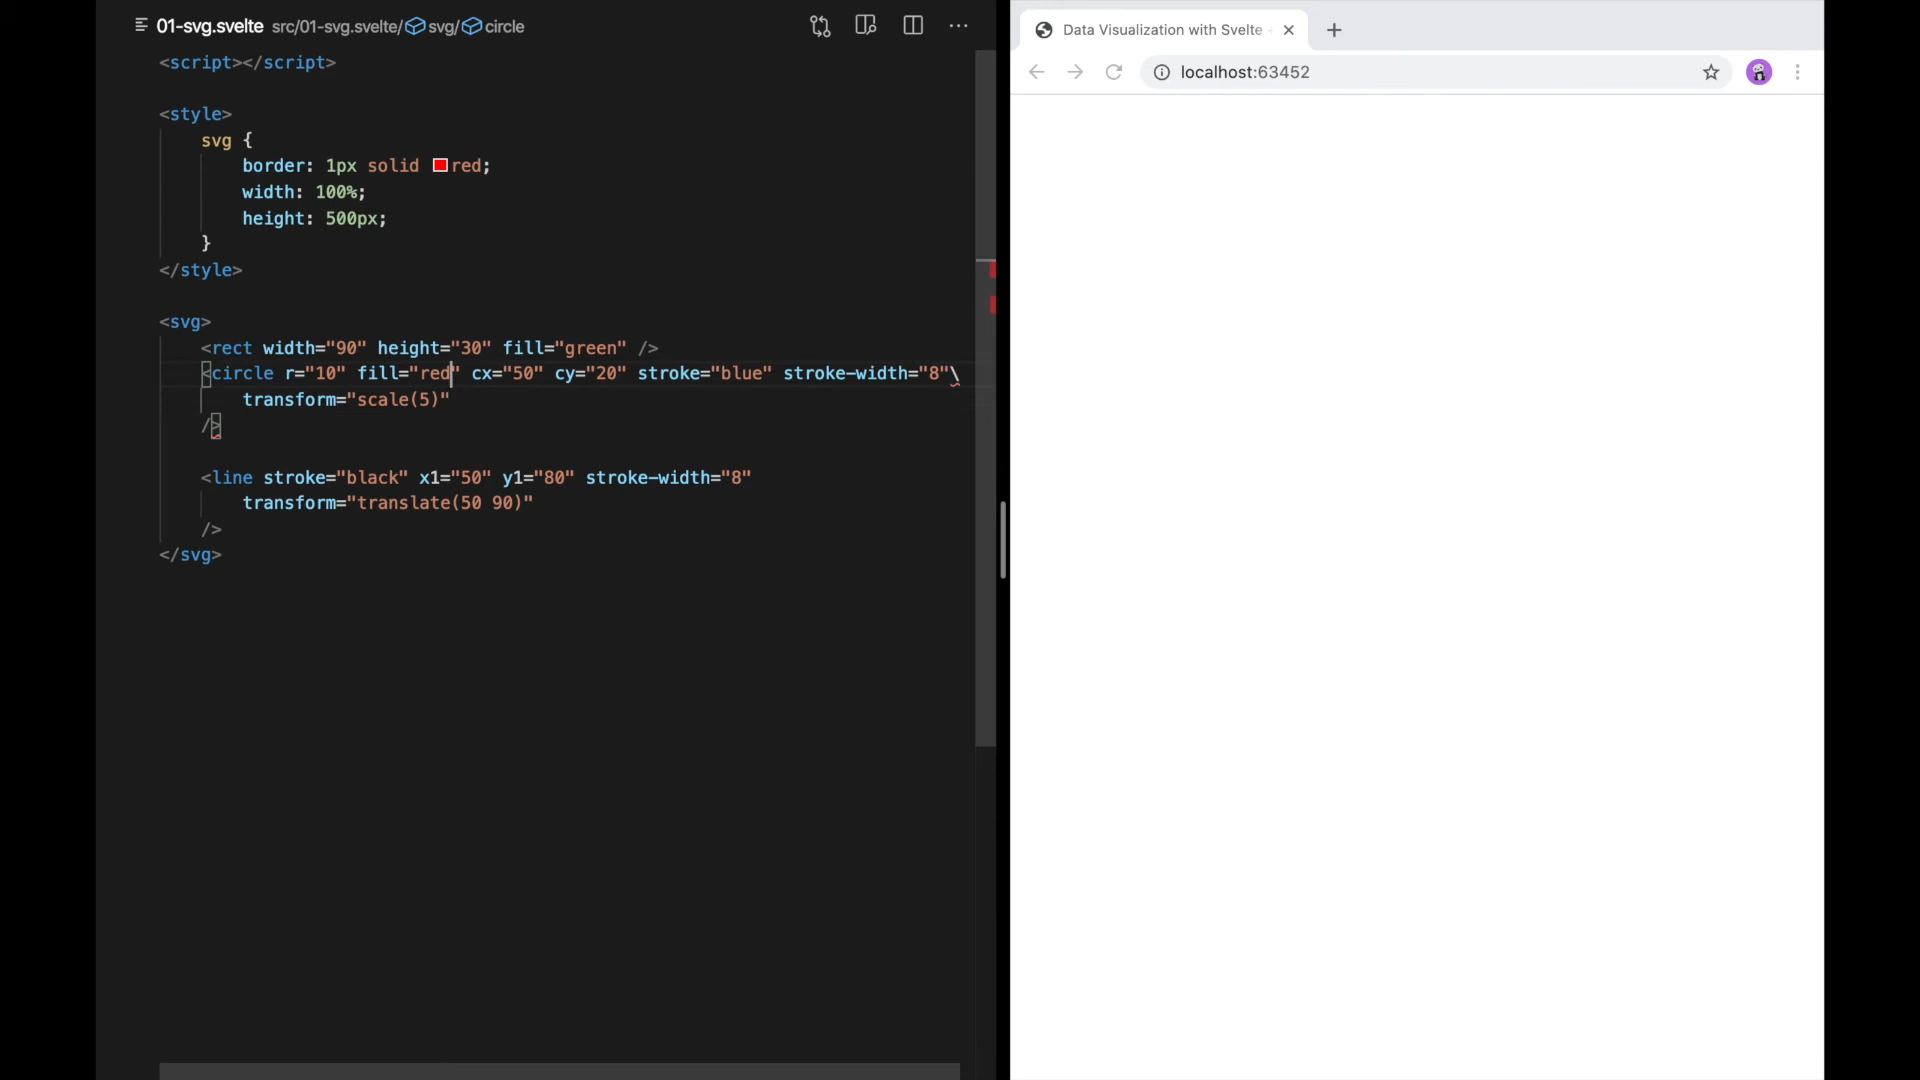 01-svg.svelte src/01-svg.svelte/svg/circle
<script></script>
<style>
svg {
border: 1px solid red;
width: 100%;
height: 500px;
}
</style>
<svg>
<rect width="90" height="30" fill="green" />
<circle r="10" fill="red" cx="50" cy="20" stroke="blue" stroke-width="8"\
transform="scale(5)"
/>
<line stroke="black" x1="50" y1="80" stroke-width="8"
transform="translate(50 90)"
/>
</svg>
Data Visualization with Svelte
localhost:63452